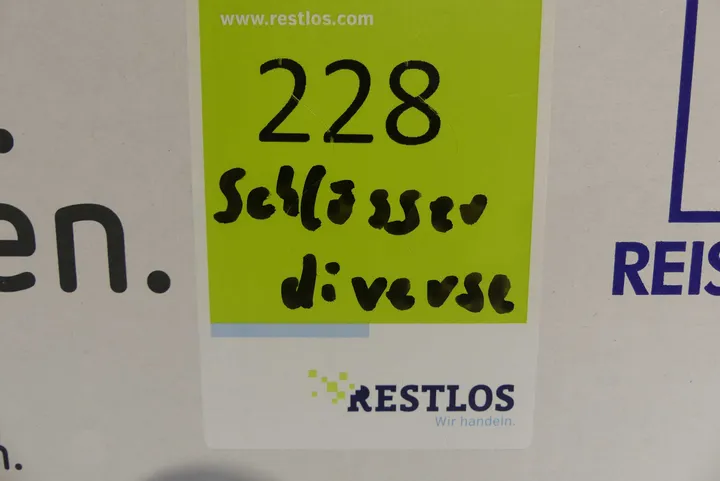 www.restlos.com
228
Schlösser
diverse
RESTLOS
Wir handeln.
en.
REIS